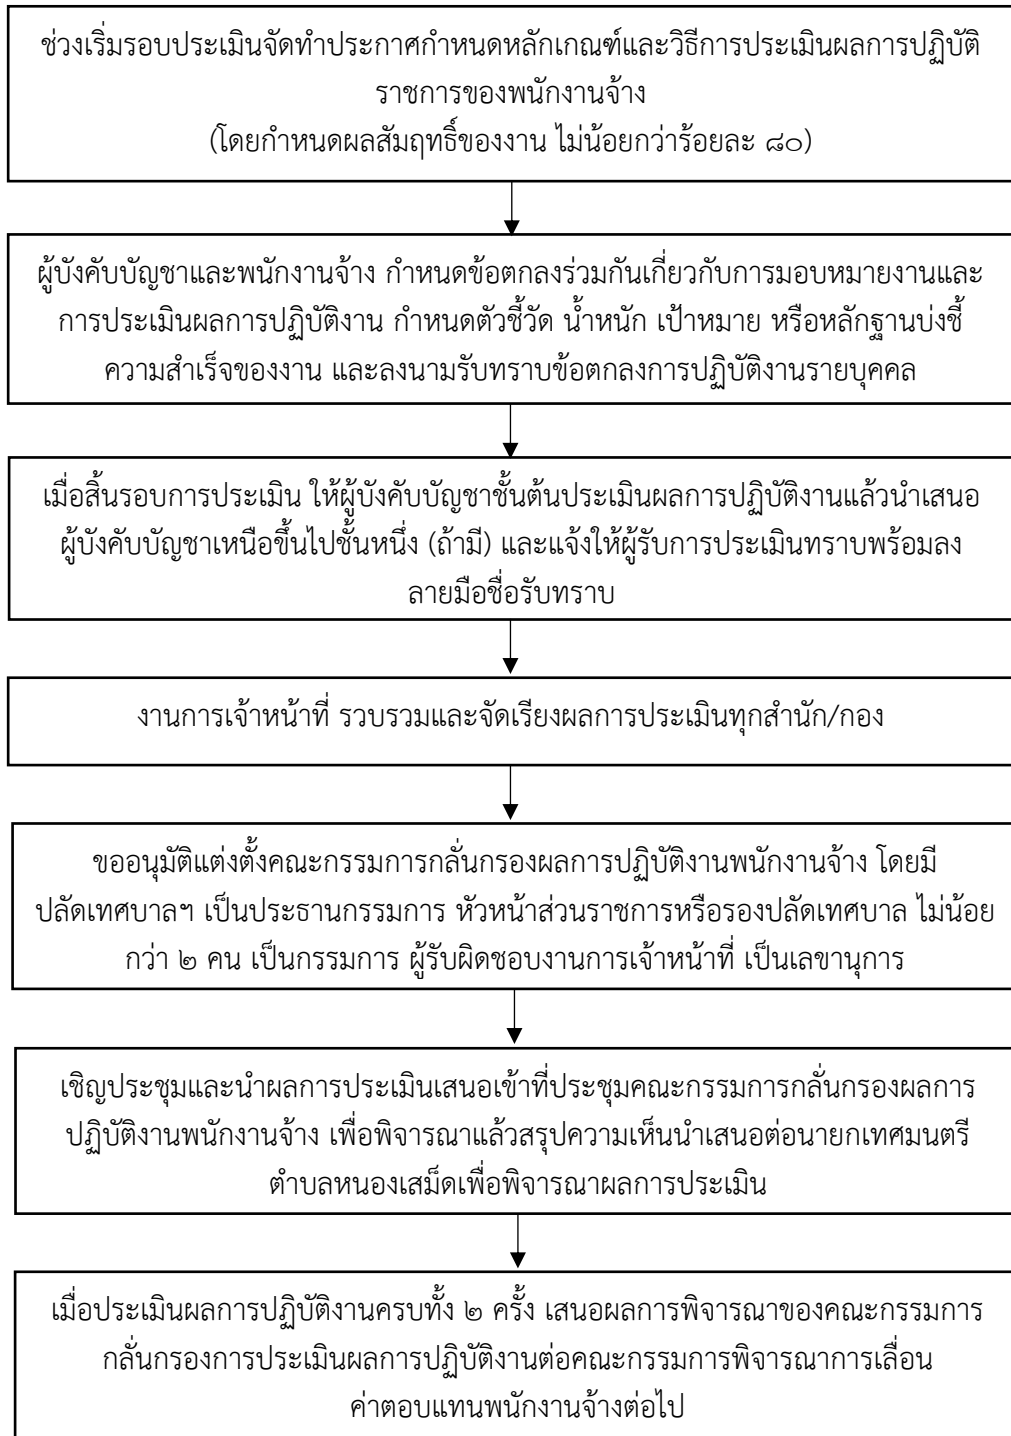 ช่วงเริ่มรอบประเมินจัดทำประกาศกำหนดหลักเกณฑ์และวิธีการประเมินผลการปฏิบัติ
ราชการของพนักงานจ้าง
(โดยกำหนดผลสัมฤทธิ์ของงาน ไม่น้อยกว่าร้อยละ ๘๐)
ผู้บังคับบัญชาและพนักงานจ้าง กำหนดข้อตกลงร่วมกันเกี่ยวกับการมอบหมายงานและ
การประเมินผลการปฏิบัติงาน กำหนดตัวชี้วัด น้ำหนัก เป้าหมาย หรือหลักฐานบ่งชี้
ความสำเร็จของงาน และลงนามรับทราบข้อตกลงการปฏิบัติงานรายบุคคล
เมื่อสิ้นรอบการประเมิน ให้ผู้บังคับบัญชาชั้นต้นประเมินผลการปฏิบัติงานแล้วนำเสนอ
ผู้บังคับบัญชาเหนือขึ้นไปชั้นหนึ่ง (ถ้ามี) และแจ้งให้ผู้รับการประเมินทราบพร้อมลง
ลายมือชื่อรับทราบ
งานการเจ้าหน้าที่ รวบรวมและจัดเรียงผลการประเมินทุกสำนัก/กอง
ขออนุมัติแต่งตั้งคณะกรรมการกลั่นกรองผลการปฏิบัติงานพนักงานจ้าง โดยมี
ปลัดเทศบาลฯ เป็นประธานกรรมการ หัวหน้าส่วนราชการหรือรองปลัดเทศบาล ไม่น้อย
กว่า ๒ คน เป็นกรรมการ ผู้รับผิดชอบงานการเจ้าหน้าที่ เป็นเลขานุการ
เชิญประชุมและนำผลการประเมินเสนอเข้าที่ประชุมคณะกรรมการกลั่นกรองผลการ
ปฏิบัติงานพนักงานจ้าง เพื่อพิจารณาแล้วสรุปความเห็นนำเสนอต่อนายกเทศมนตรี
ตำบลหนองเสม็ดเพื่อพิจารณาผลการประเมิน
เมื่อประเมินผลการปฏิบัติงานครบทั้ง ๒ ครั้ง เสนอผลการพิจารณาของคณะกรรมการ
กลั่นกรองการประเมินผลการปฏิบัติงานต่อคณะกรรมการพิจารณาการเลื่อน
ค่าตอบแทนพนักงานจ้างต่อไป